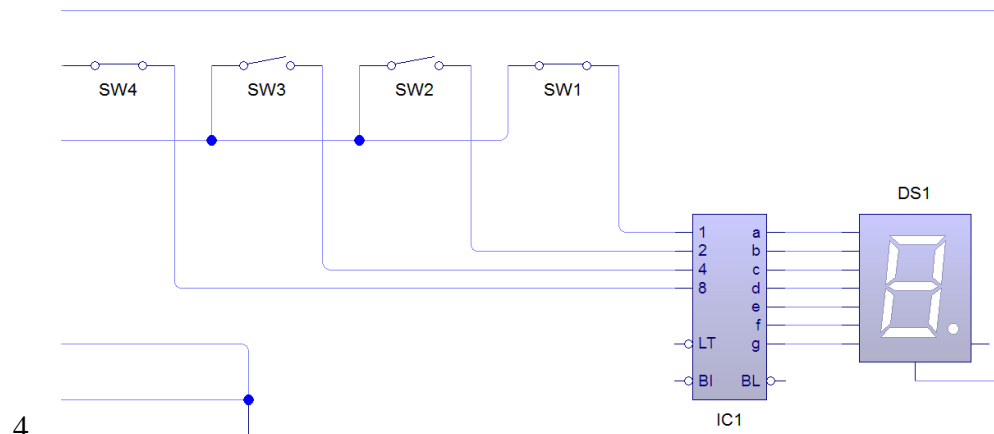 SW4 SW3 SW2 SW1
DS1
1 a
2 b
4 c
8 d
e
f
LT g
BI BL
IC1
4